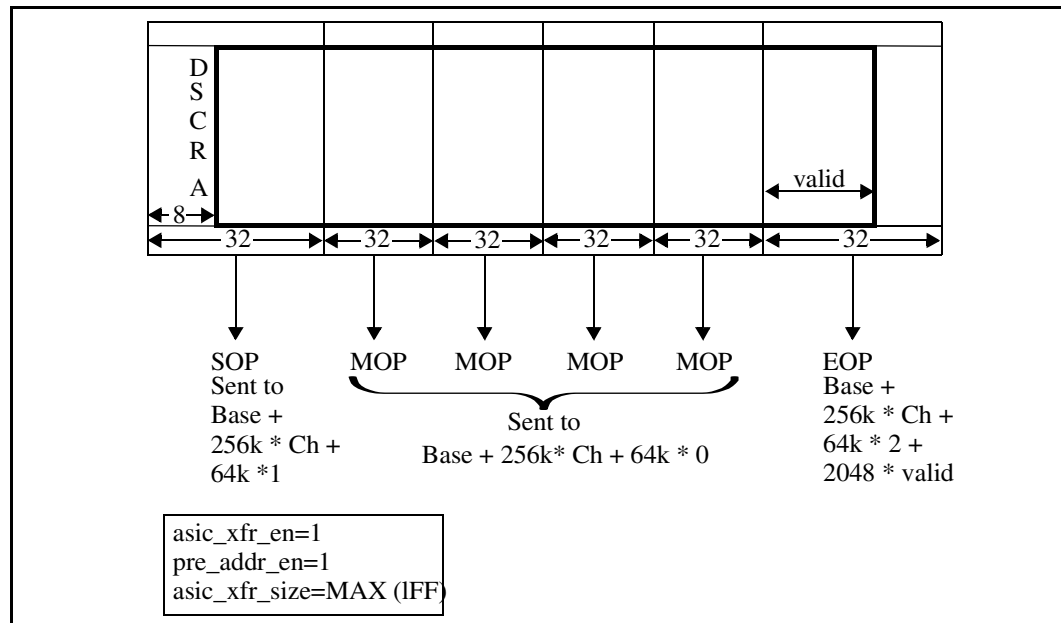 D
S
C
R
A
valid
8
32 32 32 32 32 32
SOP
Sent to
Base +
256k * Ch +
64k *1
MOP MOP MOP MOP
Sent to
Base + 256k* Ch + 64k * 0
EOP
Base +
256k * Ch +
64k * 2 +
2048 * valid
asic_xfr_en=1
pre_addr_en=1
asic_xfr_size=MAX (lFF)